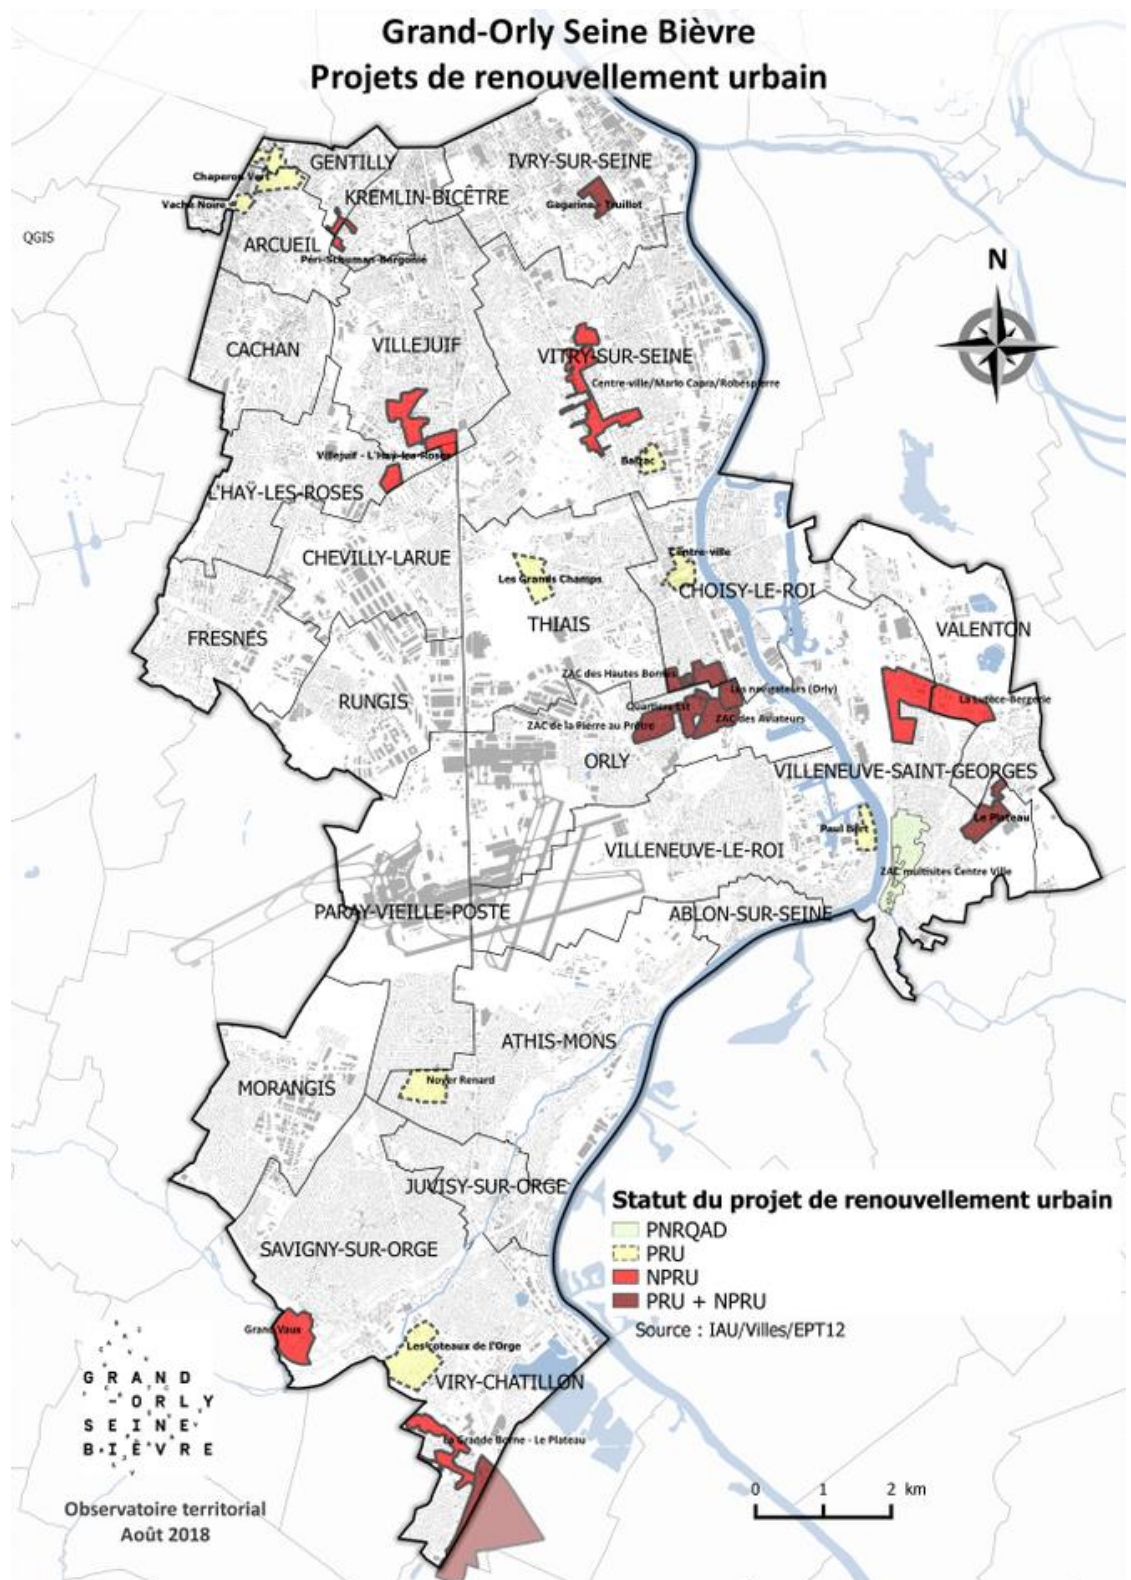 Grand-Orly Seine Bièvre
Projets de renouvellement urbain
GENTILLY
IVRY-SUR-SEINE
Chaperon Vert
KREMLIN-BICÊTRE
Vache Noire
Gagarine - Truillot
QGIS
ARCUEIL
Péri-Schuman-Bergonié
N
CACHAN
VILLEJUIF
VITRY-SUR-SEINE
Centre-ville/Mario Capra/Robespierre
Villejuif - L'Haÿ-les-Roses
Balzac
L'HAŸ-LES-ROSES
CHEVILLY-LARUE
Centre-ville
Les Grands Champs
CHOISY-LE-ROI
THIAIS
FRESNES
VALENTON
ZAC des Hautes Bornes
Les navigateurs (Orly)
RUNGIS
La Lutèce-Bergerie
Quartiers Est
ZAC de la Pierre au Prêtre
ZAC des Aviateurs
ORLY
VILLENEUVE-SAINT-GEORGES
Le Plateau
Paul Bert
VILLENEUVE-LE-ROI
ZAC multisites Centre Ville
PARAY-VIEILLE-POSTE
ABLON-SUR-SEINE
ATHIS-MONS
MORANGIS
Noyer Renard
JUVISY-SUR-ORGE
SAVIGNY-SUR-ORGE
Statut du projet de renouvellement urbain
PNRQAD
PRU
NPRU
PRU + NPRU
Source : IAU/Villes/EPT12
Grand Vaux
Les coteaux de l'Orge
VIRY-CHATILLON
La Grande Borne - Le Plateau
GRAND
-ORLY
SEINE
BIÈVRE
Observatoire territorial
Août 2018
0 1 2 km